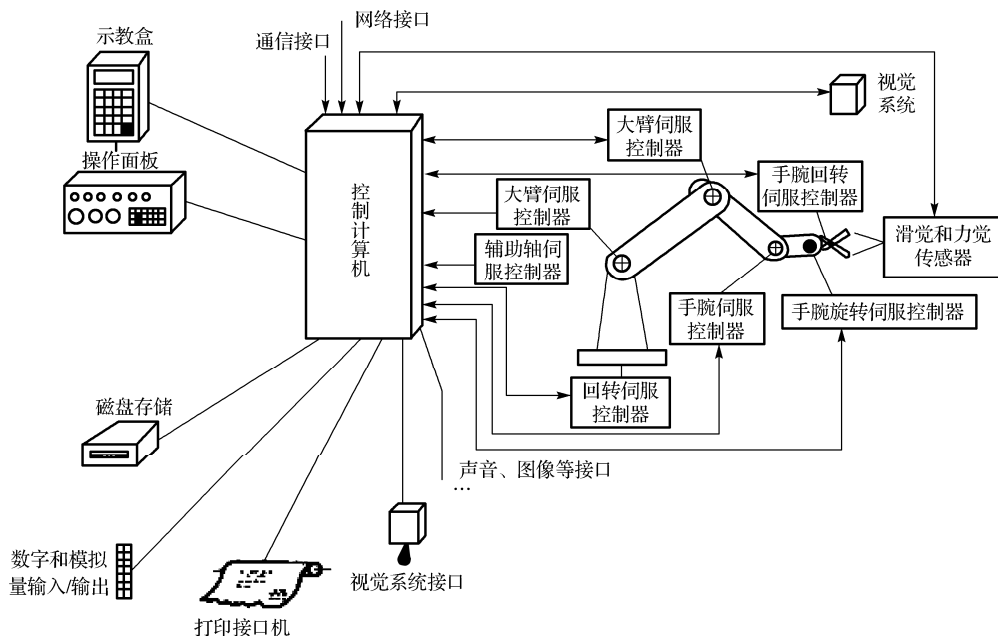 网络接口
通信接口
示教盒
操作面板
控制计算机
视觉
系统
大臂伺服
控制器
手腕回转
伺服控制器
大臂伺服
控制器
辅助轴伺
服控制器
滑觉和力觉
传感器
手腕伺服
控制器
手腕旋转伺服控制器
回转伺服
控制器
磁盘存储
声音、图像等接口
…
数字和模拟
量输入/输出
视觉系统接口
打印接口机